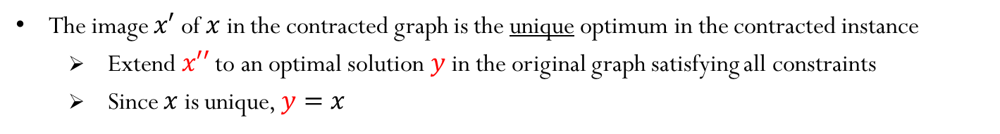 • The image x′ of x in the contracted graph is the unique optimum in the contracted instance
➢ Extend x′′ to an optimal solution y in the original graph satisfying all constraints
➢ Since x is unique, y = x